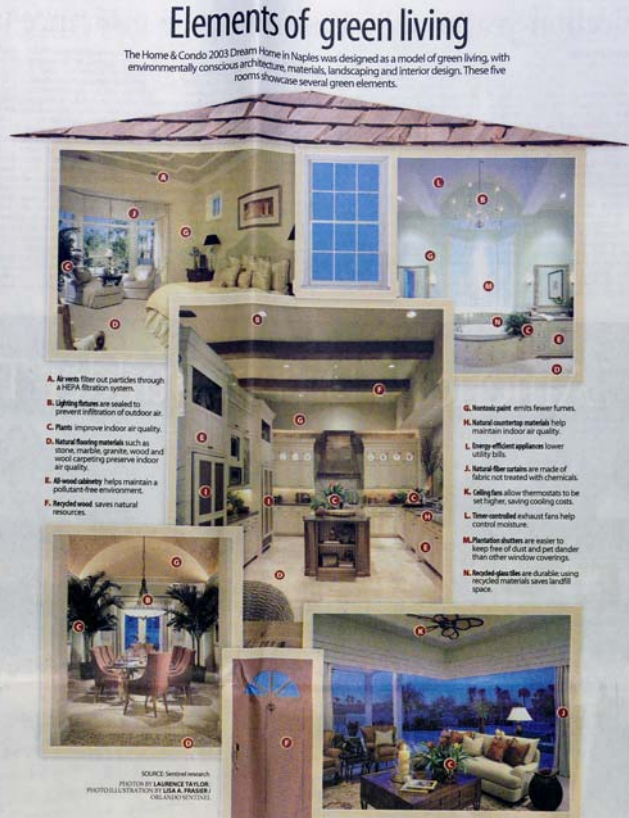 Elements of green living
The Home & Condo 2003 Dream Home in Naples was designed as a model of green living, with
environmentally conscious architecture, materials, landscaping and interior design. These five
rooms showcase several green elements.
A
J
G
C
D
L
B
G
M
N
C
E
D
A. Air vents filter out particles through
a HEPA filtration system.
B. Lighting fixtures are sealed to
prevent infiltration of outdoor air.
C. Plants improve indoor air quality.
D. Natural flooring materials such as
stone, marble, granite, wood and
wool carpeting preserve indoor
air quality.
E. All-wood cabinetry helps maintain a
pollutant-free environment.
F. Recycled wood saves natural
resources.
B
F
G
E
I
I
C
C
H
E
D
G. Nontoxic paint emits fewer fumes.
H. Natural countertop materials help
maintain indoor air quality.
I. Energy-efficient appliances lower
utility bills.
J. Natural-fiber curtains are made of
fabric not treated with chemicals.
K. Ceiling fans allow thermostats to be
set higher, saving cooling costs.
L. Timer-controlled exhaust fans help
control moisture.
M. Plantation shutters are easier to
keep free of dust and pet dander
than other window coverings.
N. Recycled-glass tiles are durable; using
recycled materials saves landfill
space.
G
B
C
D
F
K
J
C
SOURCE: Sentinel research
PHOTOS BY LAURENCE TAYLOR;
PHOTO ILLUSTRATION BY LISA A. FRASIER /
ORLANDO SENTINEL